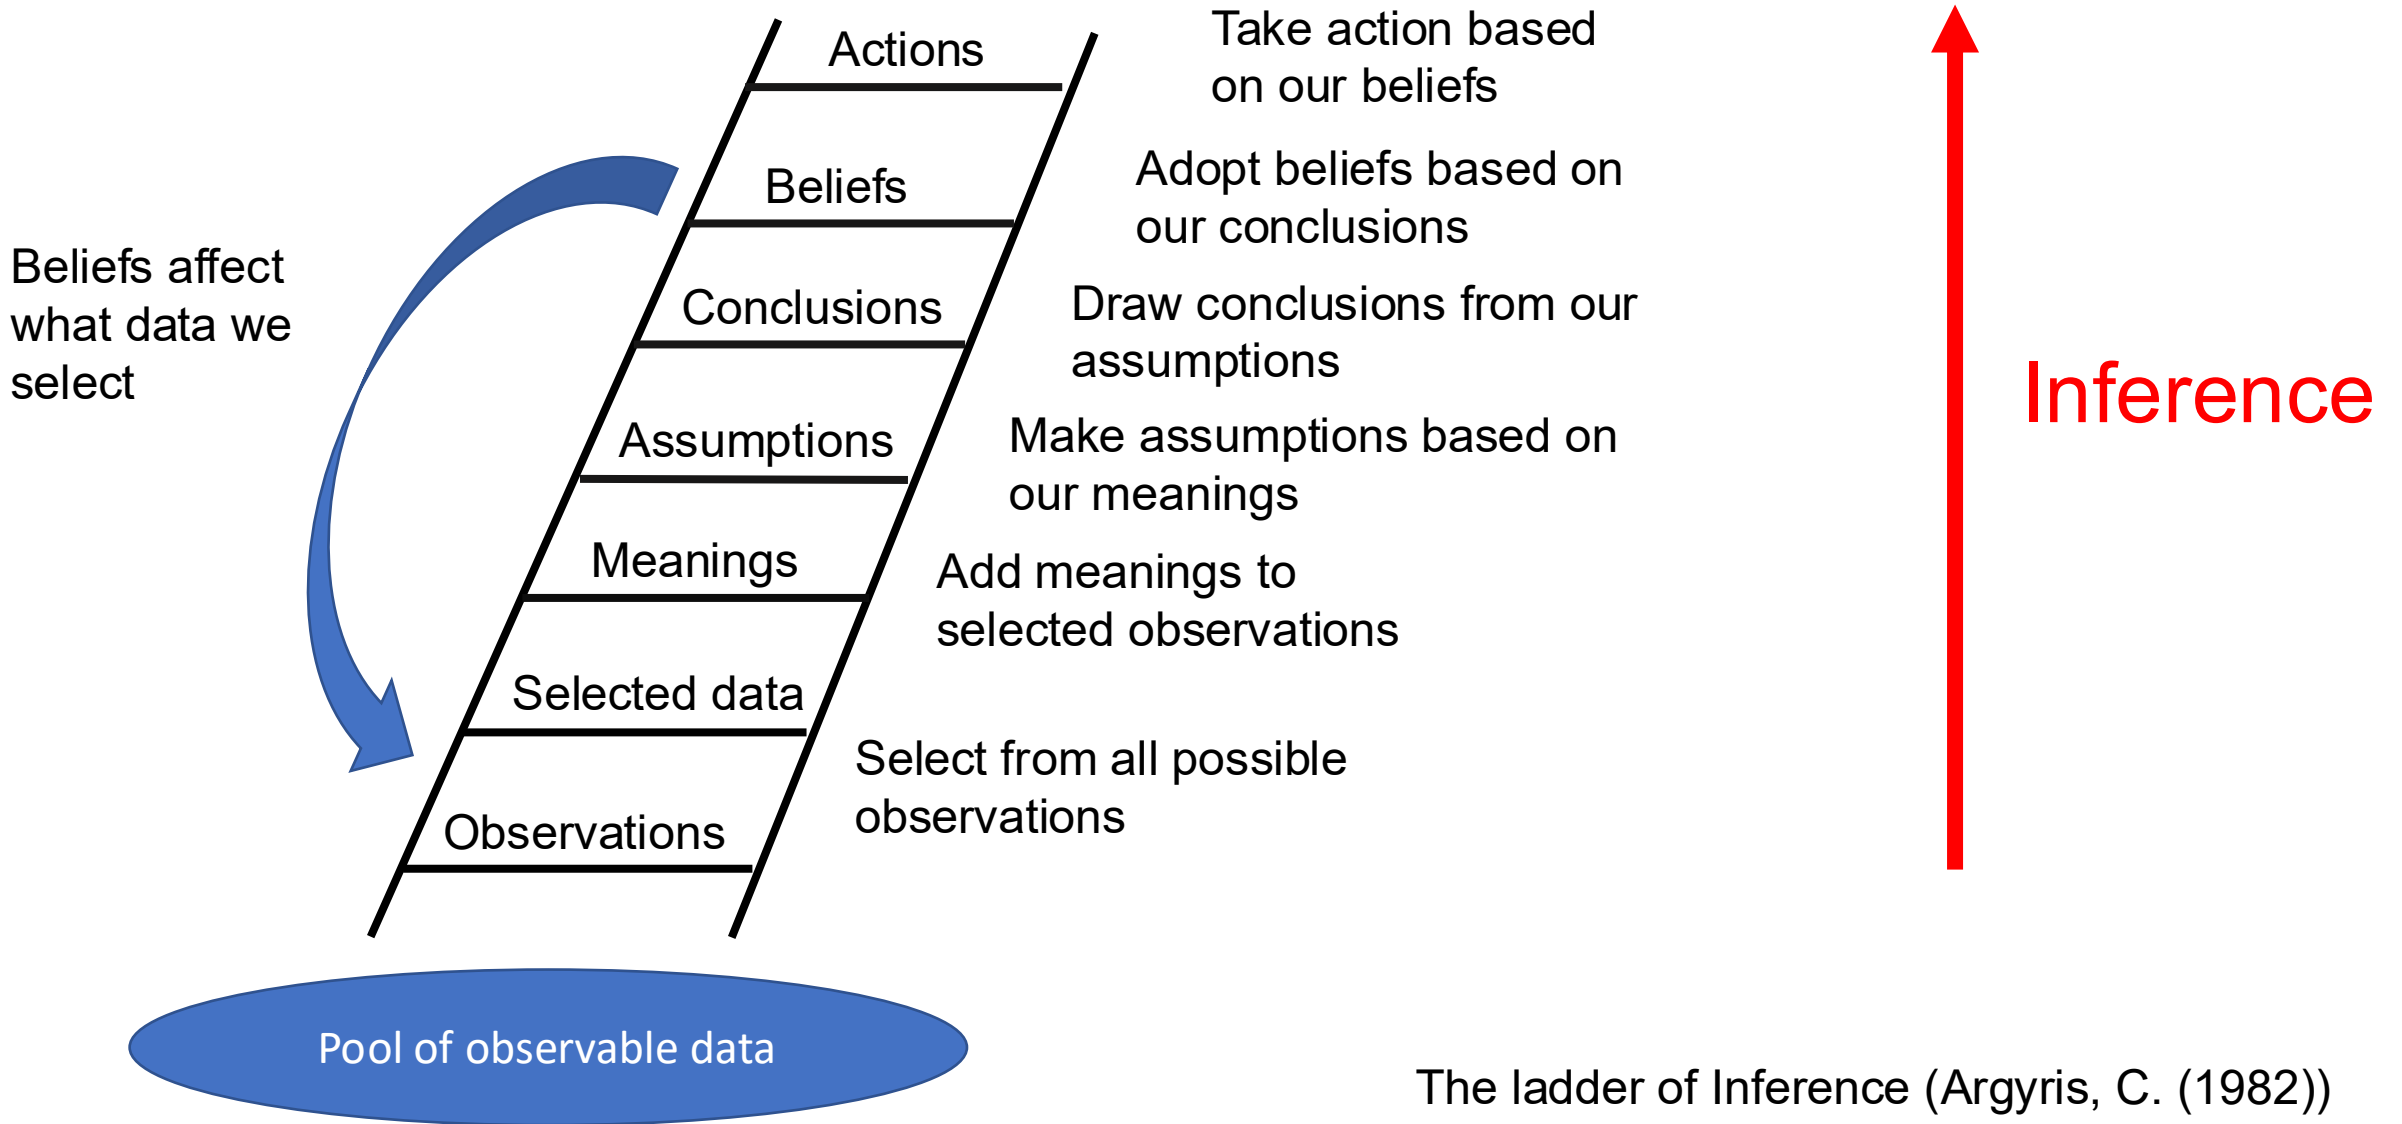 Actions
Take action based
on our beliefs
Beliefs
Adopt beliefs based on
our conclusions
Beliefs affect
what data we
select
Conclusions
Draw conclusions from our
assumptions
Inference
Assumptions
Make assumptions based on
our meanings
Meanings
Add meanings to
selected observations
Selected data
Select from all possible
observations
Observations
Pool of observable data
The ladder of Inference (Argyris, C. (1982))